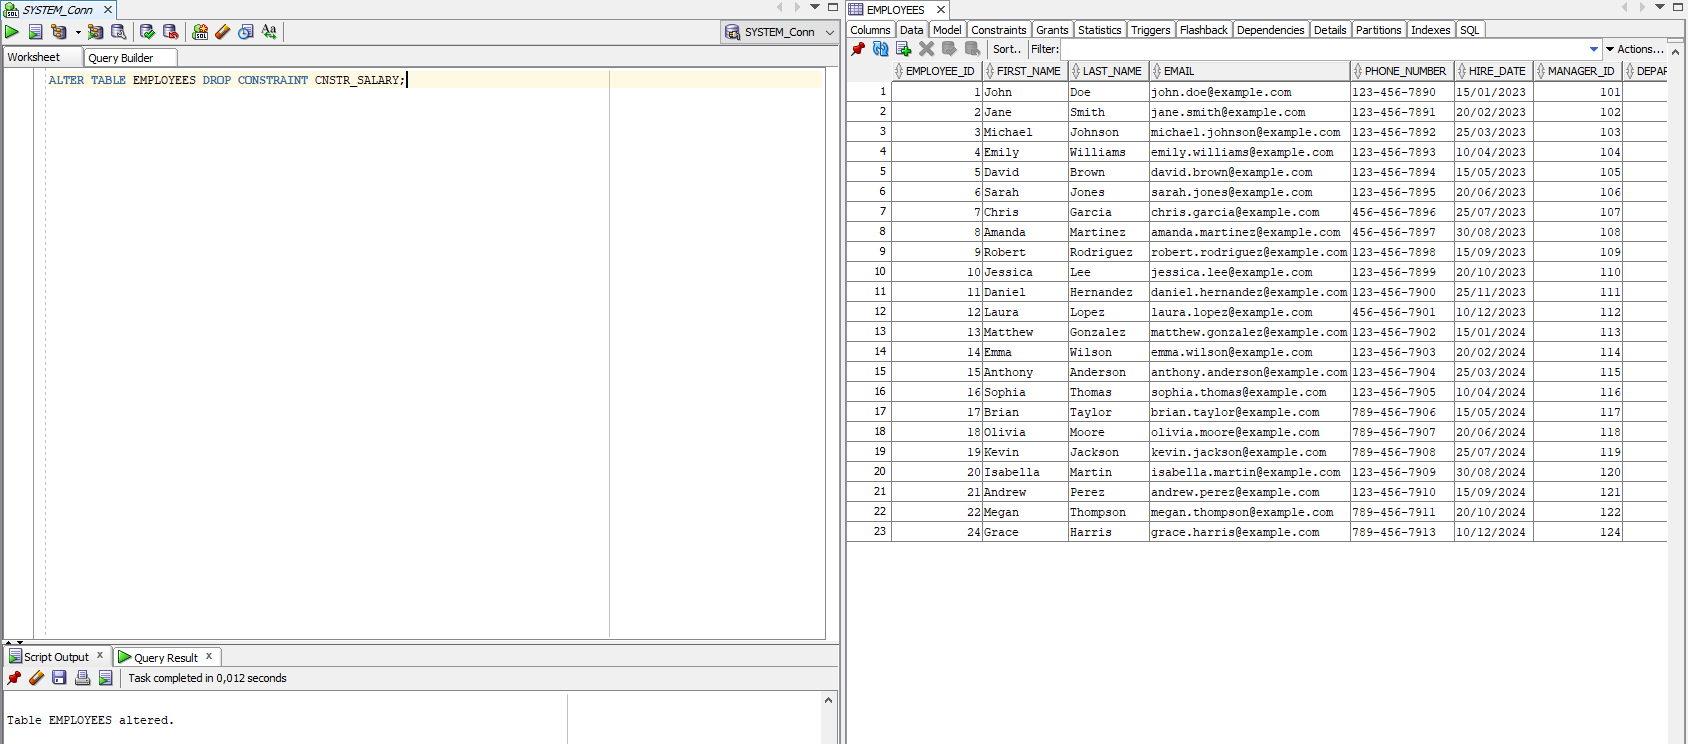 SYSTEM_Conn
SYSTEM_Conn
Worksheet Query Builder
ALTER TABLE EMPLOYEES DROP CONSTRAINT CNSTR_SALARY;
Script Output Query Result
Task completed in 0,012 seconds
Table EMPLOYEES altered.
EMPLOYEES
Columns Data Model Constraints Grants Statistics Triggers Flashback Dependencies Details Partitions Indexes SQL
Sort.. Filter: Actions...
EMPLOYEE_ID FIRST_NAME LAST_NAME EMAIL PHONE_NUMBER HIRE_DATE MANAGER_ID DEPAR
1 1 John Doe john.doe@example.com 123-456-7890 15/01/2023 101
2 2 Jane Smith jane.smith@example.com 123-456-7891 20/02/2023 102
3 3 Michael Johnson michael.johnson@example.com 123-456-7892 25/03/2023 103
4 4 Emily Williams emily.williams@example.com 123-456-7893 10/04/2023 104
5 5 David Brown david.brown@example.com 123-456-7894 15/05/2023 105
6 6 Sarah Jones sarah.jones@example.com 123-456-7895 20/06/2023 106
7 7 Chris Garcia chris.garcia@example.com 456-456-7896 25/07/2023 107
8 8 Amanda Martinez amanda.martinez@example.com 456-456-7897 30/08/2023 108
9 9 Robert Rodriguez robert.rodriguez@example.com 123-456-7898 15/09/2023 109
10 10 Jessica Lee jessica.lee@example.com 123-456-7899 20/10/2023 110
11 11 Daniel Hernandez daniel.hernandez@example.com 123-456-7900 25/11/2023 111
12 12 Laura Lopez laura.lopez@example.com 456-456-7901 10/12/2023 112
13 13 Matthew Gonzalez matthew.gonzalez@example.com 123-456-7902 15/01/2024 113
14 14 Emma Wilson emma.wilson@example.com 123-456-7903 20/02/2024 114
15 15 Anthony Anderson anthony.anderson@example.com 123-456-7904 25/03/2024 115
16 16 Sophia Thomas sophia.thomas@example.com 123-456-7905 10/04/2024 116
17 17 Brian Taylor brian.taylor@example.com 789-456-7906 15/05/2024 117
18 18 Olivia Moore olivia.moore@example.com 789-456-7907 20/06/2024 118
19 19 Kevin Jackson kevin.jackson@example.com 789-456-7908 25/07/2024 119
20 20 Isabella Martin isabella.martin@example.com 123-456-7909 30/08/2024 120
21 21 Andrew Perez andrew.perez@example.com 123-456-7910 15/09/2024 121
22 22 Megan Thompson megan.thompson@example.com 789-456-7911 20/10/2024 122
23 24 Grace Harris grace.harris@example.com 789-456-7913 10/12/2024 124